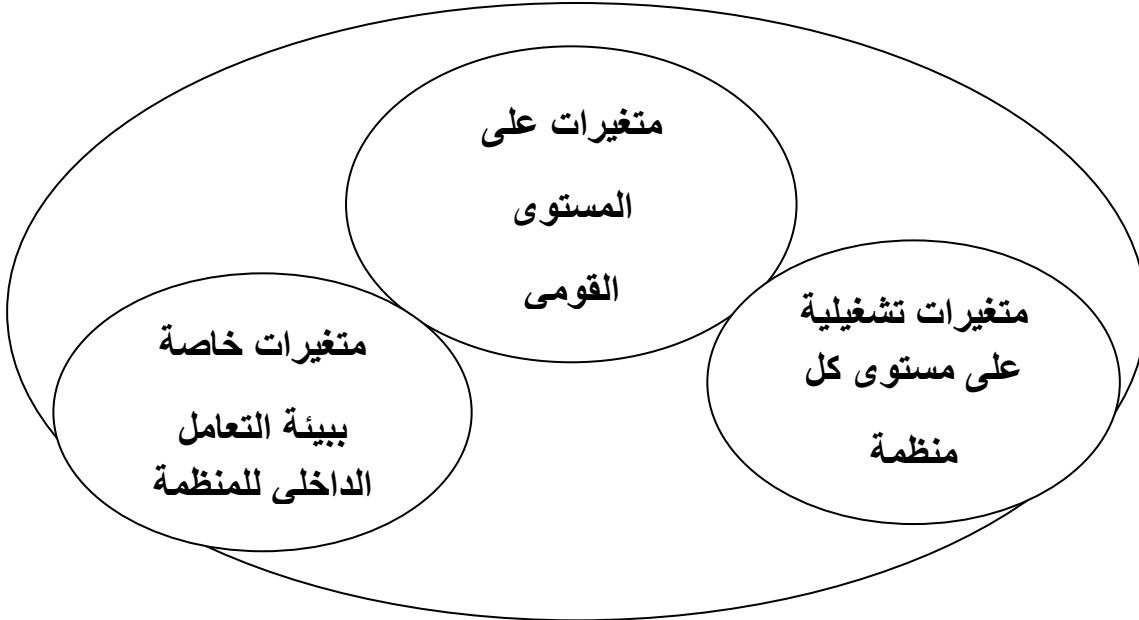 متغيرات على
المستوى
القومى
متغيرات تشغيلية
على مستوى كل
منظمة
متغيرات خاصة
ببيئة التعامل
الداخلى للمنظمة